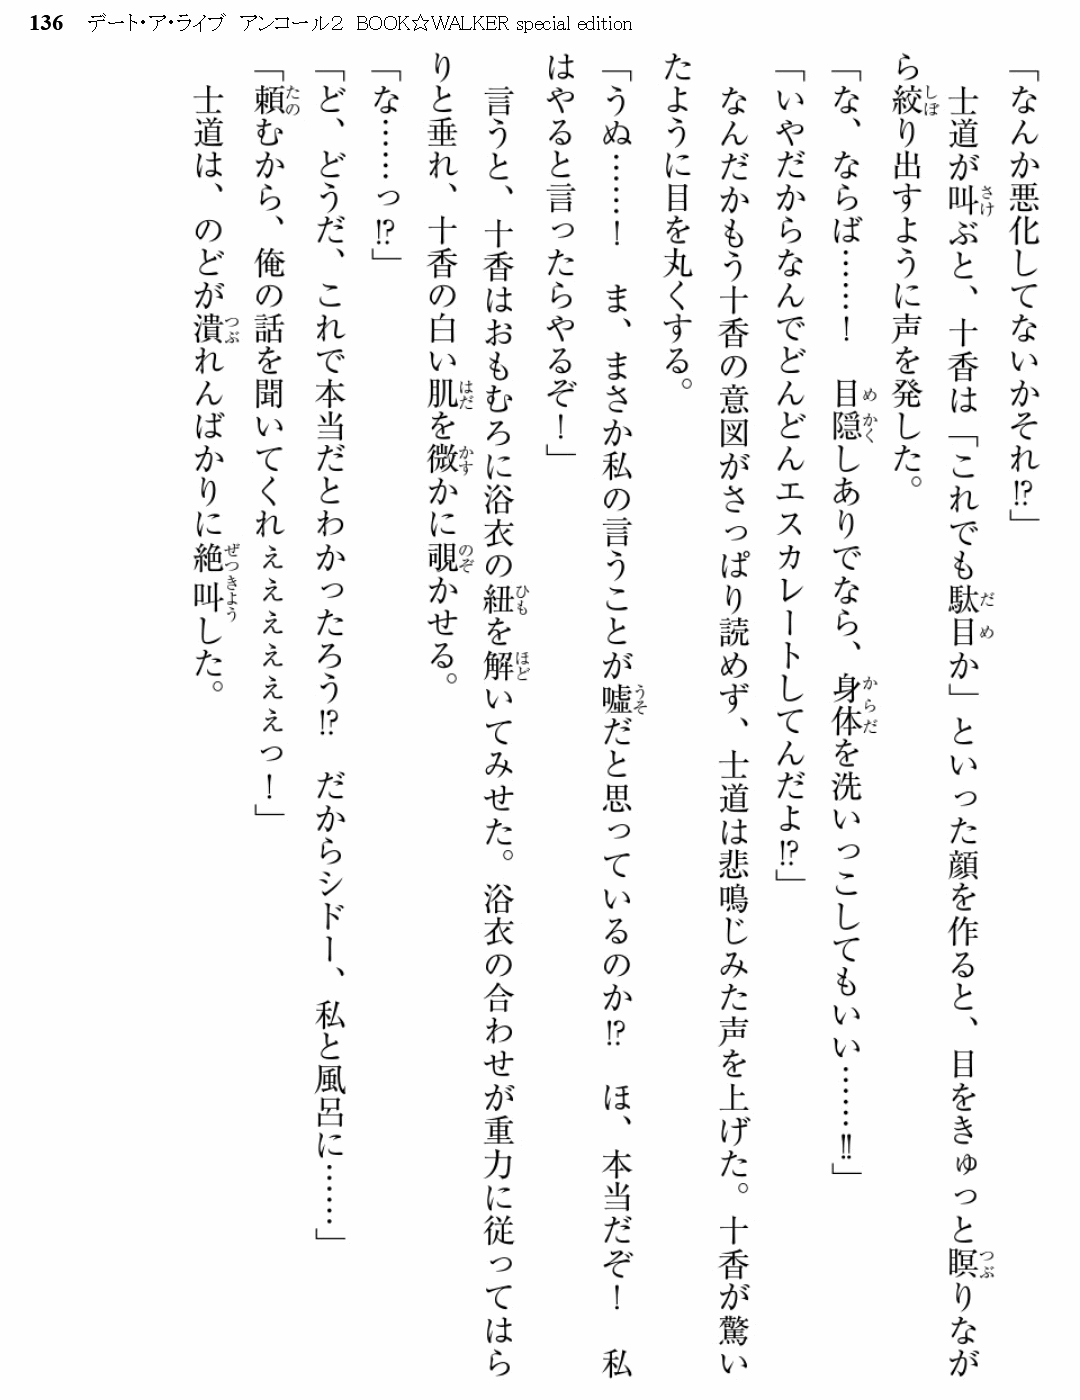 136 デート・ア・ライブ アンコール2 BOOK☆WALKER special edition
「なんか悪化してないかそれ!?」
　士道が叫ぶと、十香は「これでも駄目か」といった顔を作ると、目をきゅっと瞑りなが
ら絞り出すように声を発した。
「な、ならば……！　目隠しありでなら、身体を洗いっこしてもいい……!!」
「いやだからなんでどんどんエスカレートしてんだよ!?」
　なんだかもう十香の意図がさっぱり読めず、士道は悲鳴じみた声を上げた。十香が驚い
たように目を丸くする。
「うぬ……！　ま、まさか私の言うことが嘘だと思っているのか!?　ほ、本当だぞ！　私
はやると言ったらやるぞ！」
　言うと、十香はおもむろに浴衣の紐を解いてみせた。浴衣の合わせが重力に従ってはら
りと垂れ、十香の白い肌を微かに覗かせる。
「な……っ!?」
「ど、どうだ、これで本当だとわかったろう!?　だからシドー、私と風呂に……」
「頼むから、俺の話を聞いてくれぇぇぇぇぇぇっ！」
　士道は、のどが潰れんばかりに絶叫した。